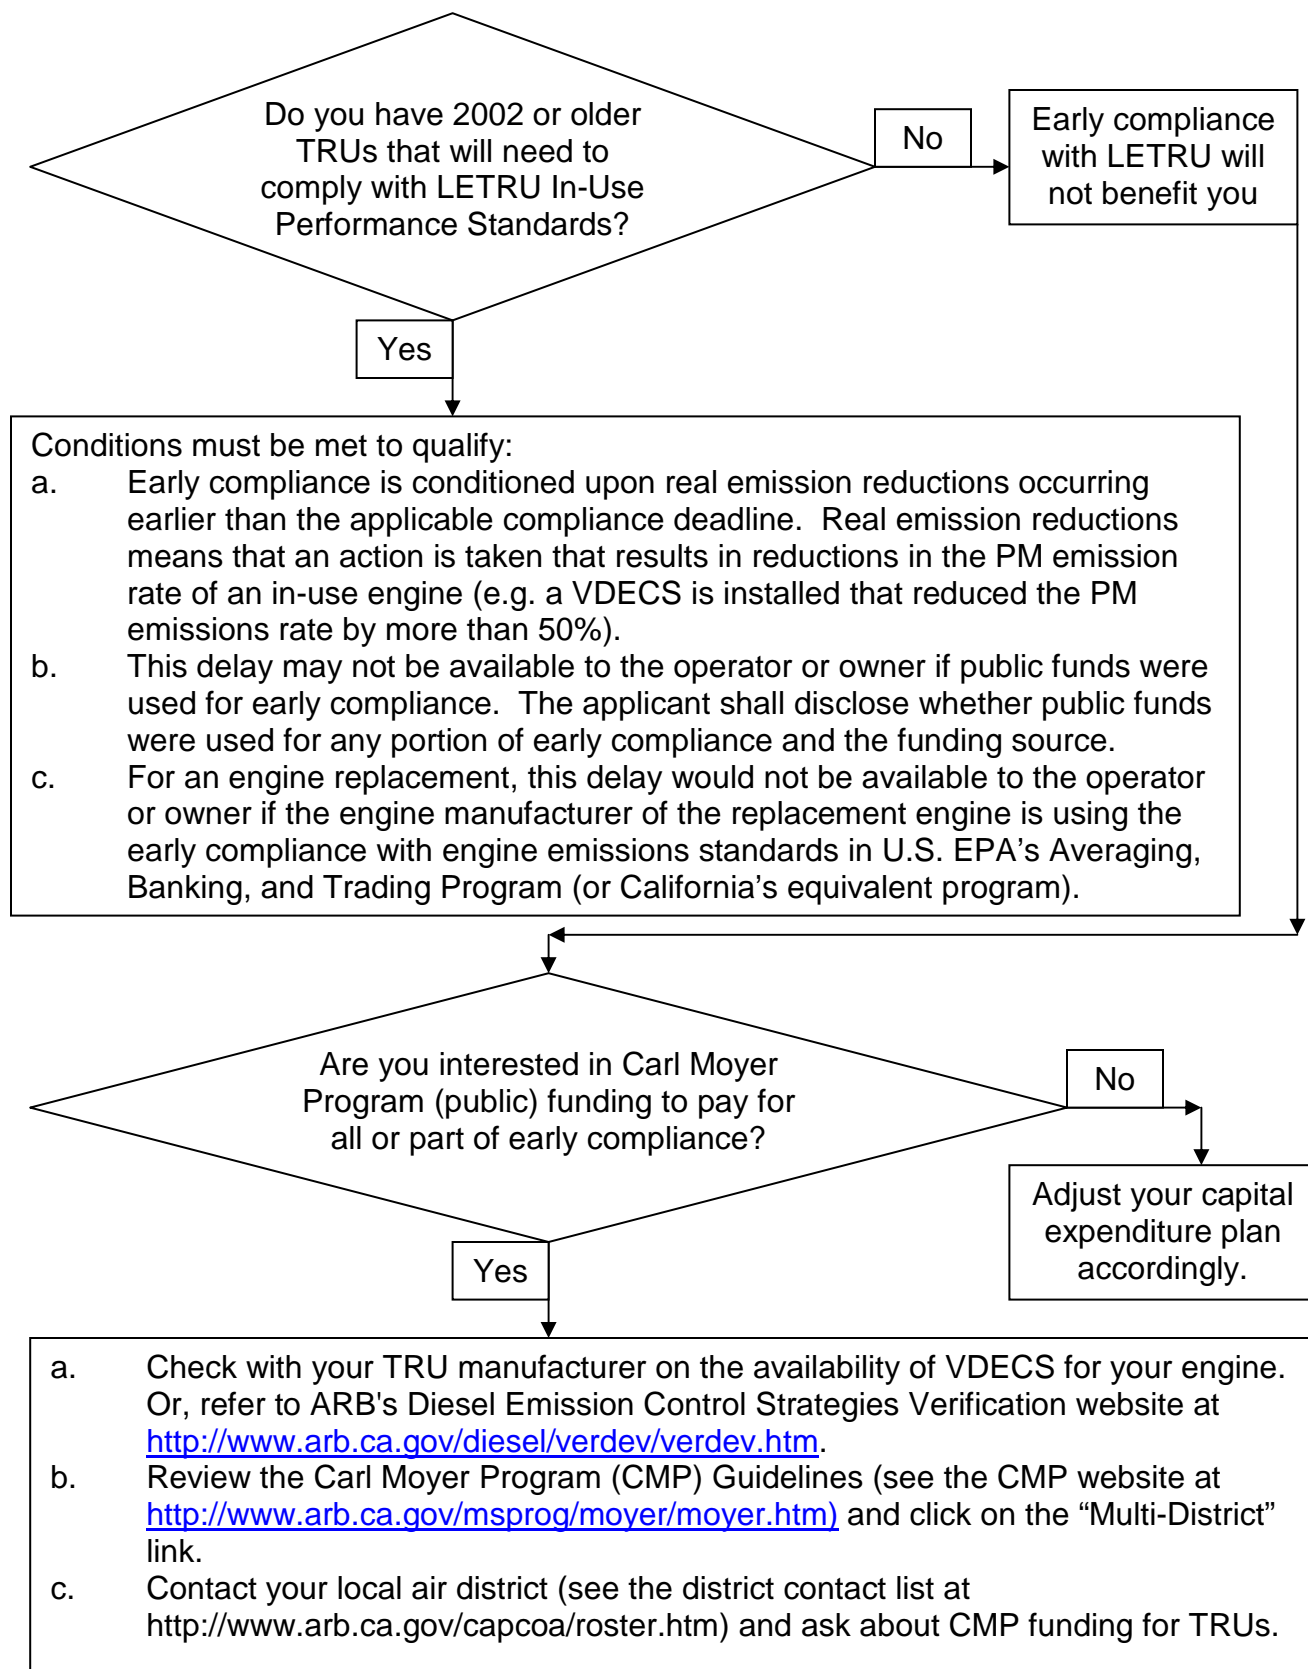 Do you have 2002 or older
TRUs that will need to
comply with LETRU In-Use
Performance Standards?
No
Early compliance
with LETRU will
not benefit you
Yes
Conditions must be met to qualify:
a. Early compliance is conditioned upon real emission reductions occurring
earlier than the applicable compliance deadline. Real emission reductions
means that an action is taken that results in reductions in the PM emission
rate of an in-use engine (e.g. a VDECS is installed that reduced the PM
emissions rate by more than 50%).
b. This delay may not be available to the operator or owner if public funds were
used for early compliance. The applicant shall disclose whether public funds
were used for any portion of early compliance and the funding source.
c. For an engine replacement, this delay would not be available to the operator
or owner if the engine manufacturer of the replacement engine is using the
early compliance with engine emissions standards in U.S. EPA's Averaging,
Banking, and Trading Program (or California's equivalent program).
Are you interested in Carl Moyer
Program (public) funding to pay for
all or part of early compliance?
No
Adjust your capital
expenditure plan
accordingly.
Yes
a. Check with your TRU manufacturer on the availability of VDECS for your engine.
Or, refer to ARB's Diesel Emission Control Strategies Verification website at
http://www.arb.ca.gov/diesel/verdev/verdev.htm.
b. Review the Carl Moyer Program (CMP) Guidelines (see the CMP website at
http://www.arb.ca.gov/msprog/moyer/moyer.htm) and click on the “Multi-District”
link.
c. Contact your local air district (see the district contact list at
http://www.arb.ca.gov/capcoa/roster.htm) and ask about CMP funding for TRUs.